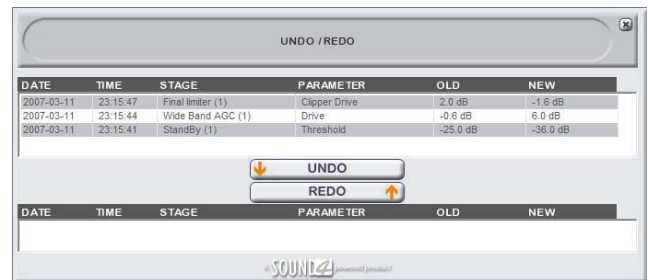 UNDO / REDO
DATE TIME STAGE PARAMETER OLD NEW
2007-03-11 23:15:47 Final limiter (1) Clipper Drive 2.0 dB -1.6 dB
2007-03-11 23:15:44 Wide Band AGC (1) Drive -0.6 dB 6.0 dB
2007-03-11 23:15:41 StandBy (1) Threshold -25.0 dB -36.0 dB
UNDO
REDO
DATE TIME STAGE PARAMETER OLD NEW
a SOUND4 powered product